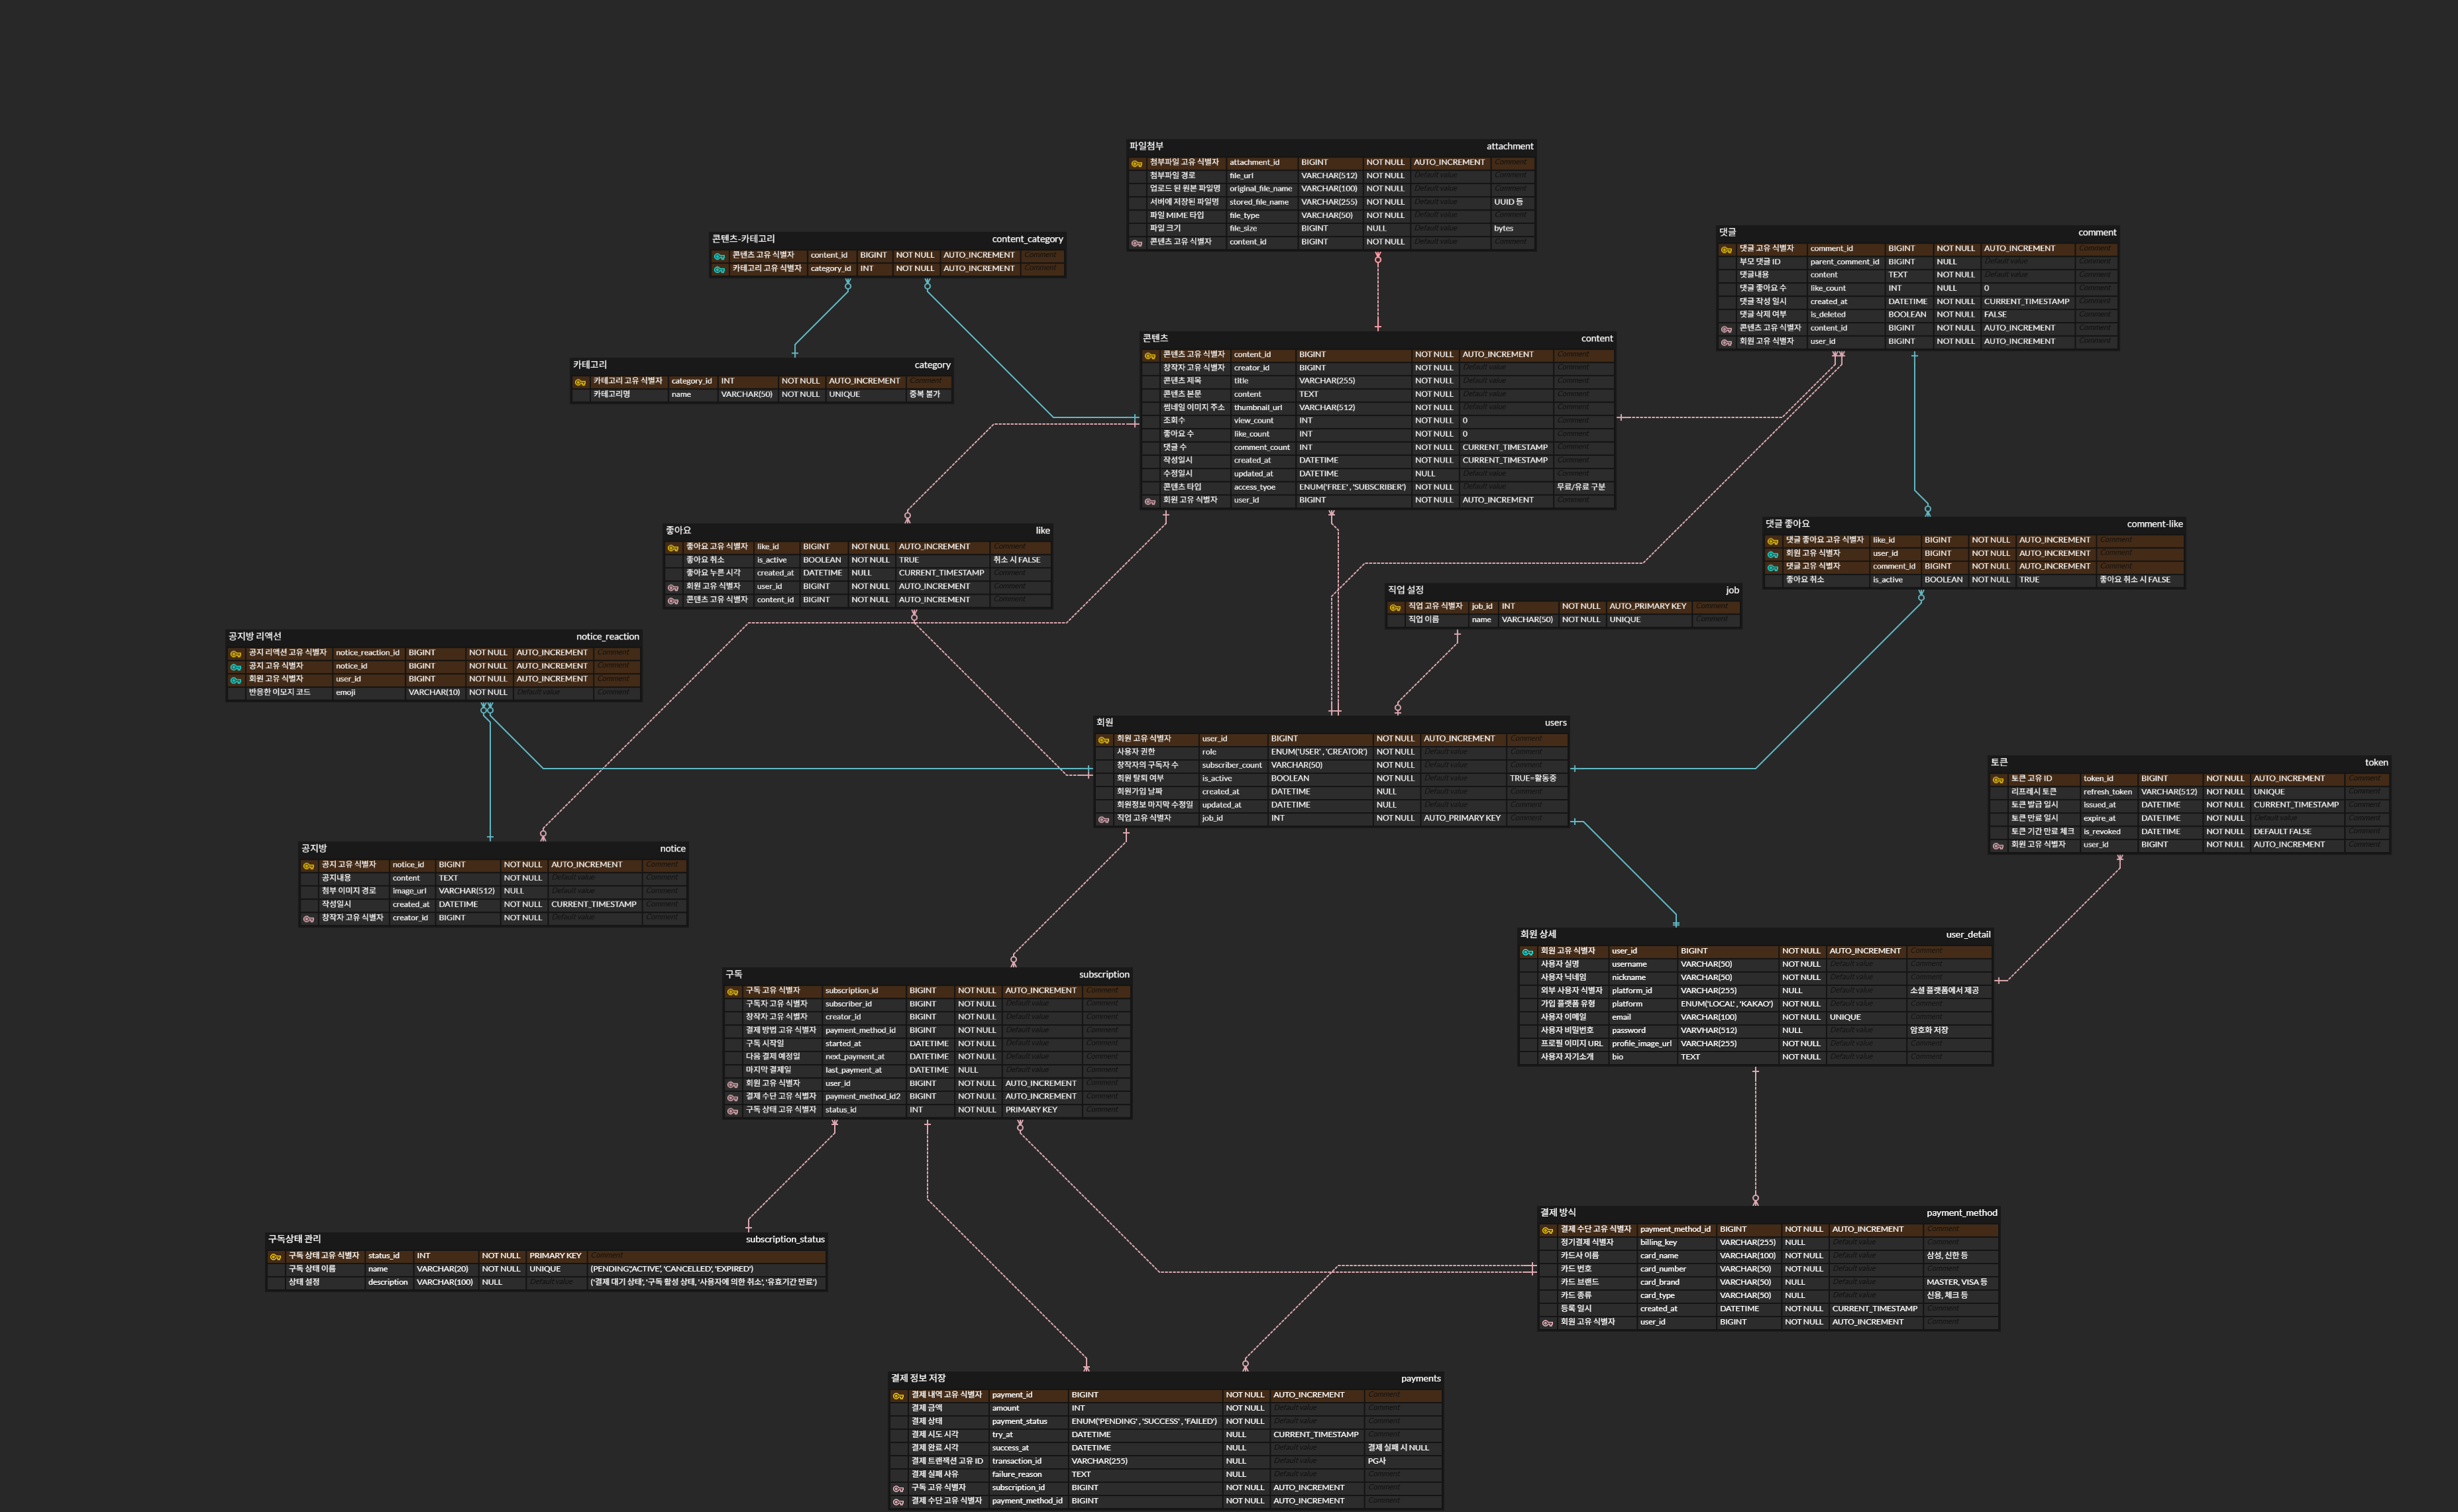 파일첨부 attachment
첨부파일 고유 식별자 attachment_id BIGINT NOT NULL AUTO_INCREMENT Comment
첨부파일 경로 file_url VARCHAR(512) NOT NULL Default value Comment
업로드 된 원본 파일명 original_file_name VARCHAR(100) NOT NULL Default value Comment
서버에 저장된 파일명 stored_file_name VARCHAR(255) NOT NULL Default value UUID 등
파일 MIME 타입 file_type VARCHAR(50) NOT NULL Default value Comment
파일 크기 file_size BIGINT NULL Default value bytes
콘텐츠 고유 식별자 content_id BIGINT NOT NULL Default value Comment
콘텐츠-카테고리 content_category
콘텐츠 고유 식별자 content_id BIGINT NOT NULL AUTO_INCREMENT Comment
카테고리 고유 식별자 category_id INT NOT NULL AUTO_INCREMENT Comment
댓글 comment
댓글 고유 식별자 comment_id BIGINT NOT NULL AUTO_INCREMENT Comment
부모 댓글 ID parent_comment_id BIGINT NULL Default value Comment
댓글내용 content TEXT NOT NULL Default value Comment
댓글 좋아요 수 like_count INT NULL 0 Comment
댓글 작성 일시 created_at DATETIME NOT NULL CURRENT_TIMESTAMP Comment
댓글 삭제 여부 is_deleted BOOLEAN NOT NULL FALSE Comment
콘텐츠 고유 식별자 content_id BIGINT NOT NULL AUTO_INCREMENT Comment
회원 고유 식별자 user_id BIGINT NOT NULL AUTO_INCREMENT Comment
카테고리 category
카테고리 고유 식별자 category_id INT NOT NULL AUTO_INCREMENT Comment
카테고리명 name VARCHAR(50) NOT NULL UNIQUE 중복 불가
콘텐츠 content
콘텐츠 고유 식별자 content_id BIGINT NOT NULL AUTO_INCREMENT Comment
창작자 고유 식별자 creator_id BIGINT NOT NULL Default value Comment
콘텐츠 제목 title VARCHAR(255) NOT NULL Default value Comment
콘텐츠 본문 content TEXT NOT NULL Default value Comment
썸네일 이미지 주소 thumbnail_url VARCHAR(512) NOT NULL Default value Comment
조회수 view_count INT NOT NULL 0 Comment
좋아요 수 like_count INT NOT NULL 0 Comment
댓글 수 comment_count INT NOT NULL CURRENT_TIMESTAMP Comment
작성일시 created_at DATETIME NOT NULL CURRENT_TIMESTAMP Comment
수정일시 updated_at DATETIME NULL Default value Comment
콘텐츠 타입 access_tyoe ENUM('FREE' , 'SUBSCRIBER') NOT NULL Default value 무료/유료 구분
회원 고유 식별자 user_id BIGINT NOT NULL AUTO_INCREMENT Comment
좋아요 like
좋아요 고유 식별자 like_id BIGINT NOT NULL AUTO_INCREMENT Comment
좋아요 취소 is_active BOOLEAN NOT NULL TRUE 취소 시 FALSE
좋아요 누른 시각 created_at DATETIME NULL CURRENT_TIMESTAMP Comment
회원 고유 식별자 user_id BIGINT NOT NULL AUTO_INCREMENT Comment
콘텐츠 고유 식별자 content_id BIGINT NOT NULL AUTO_INCREMENT Comment
댓글 좋아요 comment-like
댓글 좋아요 고유 식별자 like_id BIGINT NOT NULL AUTO_INCREMENT Comment
회원 고유 식별자 user_id BIGINT NOT NULL AUTO_INCREMENT Comment
댓글 고유 식별자 comment_id BIGINT NOT NULL AUTO_INCREMENT Comment
좋아요 취소 is_active BOOLEAN NOT NULL TRUE 좋아요 취소 시 FALSE
직업 설정 job
직업 고유 식별자 job_id INT NOT NULL AUTO_PRIMARY KEY Comment
직업 이름 name VARCHAR(50) NOT NULL UNIQUE Comment
공지방 리액션 notice_reaction
공지 리액션 고유 식별자 notice_reaction_id BIGINT NOT NULL AUTO_INCREMENT Comment
공지 고유 식별자 notice_id BIGINT NOT NULL AUTO_INCREMENT Comment
회원 고유 식별자 user_id BIGINT NOT NULL AUTO_INCREMENT Comment
반응한 이모지 코드 emoji VARCHAR(10) NOT NULL Default value Comment
회원 users
회원 고유 식별자 user_id BIGINT NOT NULL AUTO_INCREMENT Comment
사용자 권한 role ENUM('USER' , 'CREATOR') NOT NULL Default value Comment
창작자의 구독자 수 subscriber_count VARCHAR(50) NOT NULL Default value Comment
회원 탈퇴 여부 is_active BOOLEAN NOT NULL Default value TRUE=활동중
회원가입 날짜 created_at DATETIME NULL Default value Comment
회원정보 마지막 수정일 updated_at DATETIME NULL Default value Comment
직업 고유 식별자 job_id INT NOT NULL AUTO_PRIMARY KEY Comment
토큰 token
토큰 고유 ID token_id BIGINT NOT NULL AUTO_INCREMENT Comment
리프레시 토큰 refresh_token VARCHAR(512) NOT NULL UNIQUE Comment
토큰 발급 일시 issued_at DATETIME NOT NULL CURRENT_TIMESTAMP Comment
토큰 만료 일시 expire_at DATETIME NOT NULL Default value Comment
토큰 기간 만료 체크 is_revoked DATETIME NOT NULL DEFAULT FALSE Comment
회원 고유 식별자 user_id BIGINT NOT NULL AUTO_INCREMENT Comment
공지방 notice
공지 고유 식별자 notice_id BIGINT NOT NULL AUTO_INCREMENT Comment
공지내용 content TEXT NOT NULL Default value Comment
첨부 이미지 경로 image_url VARCHAR(512) NULL Default value Comment
작성일시 created_at DATETIME NOT NULL CURRENT_TIMESTAMP Comment
창작자 고유 식별자 creator_id BIGINT NOT NULL Default value Comment
회원 상세 user_detail
회원 고유 식별자 user_id BIGINT NOT NULL AUTO_INCREMENT Comment
사용자 실명 username VARCHAR(50) NOT NULL Default value Comment
사용자 닉네임 nickname VARCHAR(50) NOT NULL Default value Comment
외부 사용자 식별자 platform_id VARCHAR(255) NULL Default value 소셜 플랫폼에서 제공
가입 플랫폼 유형 platform ENUM('LOCAL' , 'KAKAO') NOT NULL Default value Comment
사용자 이메일 email VARCHAR(100) NOT NULL UNIQUE Comment
사용자 비밀번호 password VARVHAR(512) NULL Default value 암호화 저장
프로필 이미지 URL profile_image_url VARCHAR(255) NOT NULL Default value Comment
사용자 자기소개 bio TEXT NOT NULL Default value Comment
구독 subscription
구독 고유 식별자 subscription_id BIGINT NOT NULL AUTO_INCREMENT Comment
구독자 고유 식별자 subscriber_id BIGINT NOT NULL Default value Comment
창작자 고유 식별자 creator_id BIGINT NOT NULL Default value Comment
결제 방법 고유 식별자 payment_method_id BIGINT NOT NULL Default value Comment
구독 시작일 started_at DATETIME NOT NULL Default value Comment
다음 결제 예정일 next_payment_at DATETIME NOT NULL Default value Comment
마지막 결제일 last_payment_at DATETIME NULL Default value Comment
회원 고유 식별자 user_id BIGINT NOT NULL AUTO_INCREMENT Comment
결제 수단 고유 식별자 payment_method_id2 BIGINT NOT NULL AUTO_INCREMENT Comment
구독 상태 고유 식별자 status_id INT NOT NULL PRIMARY KEY Comment
결제 방식 payment_method
결제 수단 고유 식별자 payment_method_id BIGINT NOT NULL AUTO_INCREMENT Comment
정기결제 식별자 billing_key VARCHAR(255) NULL Default value Comment
카드사 이름 card_name VARCHAR(100) NOT NULL Default value 삼성, 신한 등
카드 번호 card_number VARCHAR(50) NOT NULL Default value Comment
카드 브랜드 card_brand VARCHAR(50) NULL Default value MASTER, VISA 등
카드 종류 card_type VARCHAR(50) NULL Default value 신용, 체크 등
등록 일시 created_at DATETIME NOT NULL CURRENT_TIMESTAMP Comment
회원 고유 식별자 user_id BIGINT NOT NULL AUTO_INCREMENT Comment
구독상태 관리 subscription_status
구독 상태 고유 식별자 status_id INT NOT NULL PRIMARY KEY Comment
구독 상태 이름 name VARCHAR(20) NOT NULL UNIQUE (PENDING','ACTIVE', 'CANCELLED', 'EXPIRED')
상태 설정 description VARCHAR(100) NULL Default value ('결제 대기 상태', '구독 활성 상태, '사용자에 의한 취소', '유효기간 만료')
결제 정보 저장 payments
결제 내역 고유 식별자 payment_id BIGINT NOT NULL AUTO_INCREMENT Comment
결제 금액 amount INT NOT NULL Default value Comment
결제 상태 payment_status ENUM('PENDING' , 'SUCCESS' , 'FAILED') NOT NULL Default value Comment
결제 시도 시각 try_at DATETIME NULL CURRENT_TIMESTAMP Comment
결제 완료 시각 success_at DATETIME NULL Default value 결제 실패 시 NULL
결제 트랜잭션 고유 ID transaction_id VARCHAR(255) NULL Default value PG사
결제 실패 사유 failure_reason TEXT NULL Default value Comment
구독 고유 식별자 subscription_id BIGINT NOT NULL AUTO_INCREMENT Comment
결제 수단 고유 식별자 payment_method_id BIGINT NOT NULL AUTO_INCREMENT Comment